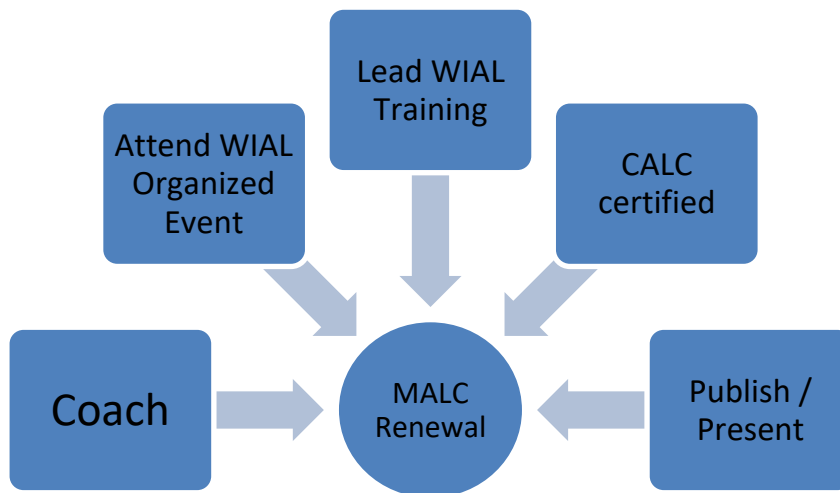 Lead WIAL
Training
Attend WIAL
Organized
Event
CALC
certified
Coach
MALC
Renewal
Publish /
Present